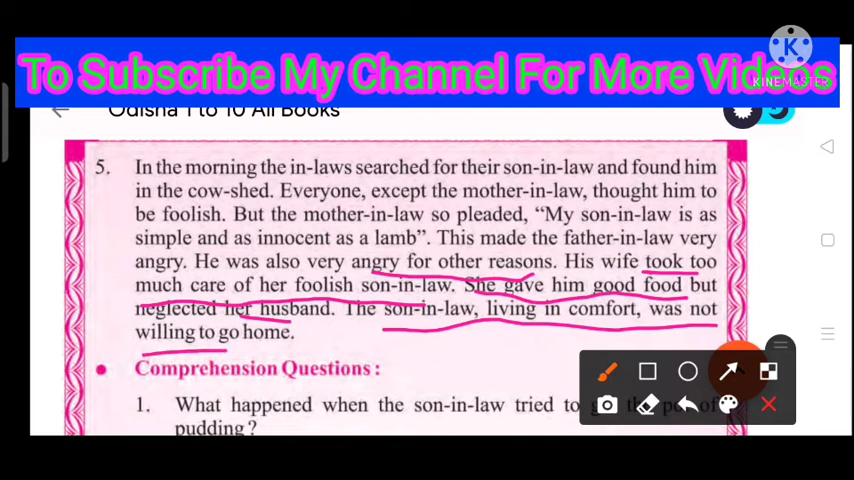 To Subscribe My Channel For More Videos
KINEMASTER
Odisha 1 to 10 All Books
5. In the morning the in-laws searched for their son-in-law and found him
in the cow-shed. Everyone, except the mother-in-law, thought him to
be foolish. But the mother-in-law so pleaded, “My son-in-law is as
simple and as innocent as a lamb”. This made the father-in-law very
angry. He was also very angry for other reasons. His wife took too
much care of her foolish son-in-law. She gave him good food but
neglected her husband. The son-in-law, living in comfort, was not
willing to go home.
Comprehension Questions :
1. What happened when the son-in-law tried to of
pudding ?